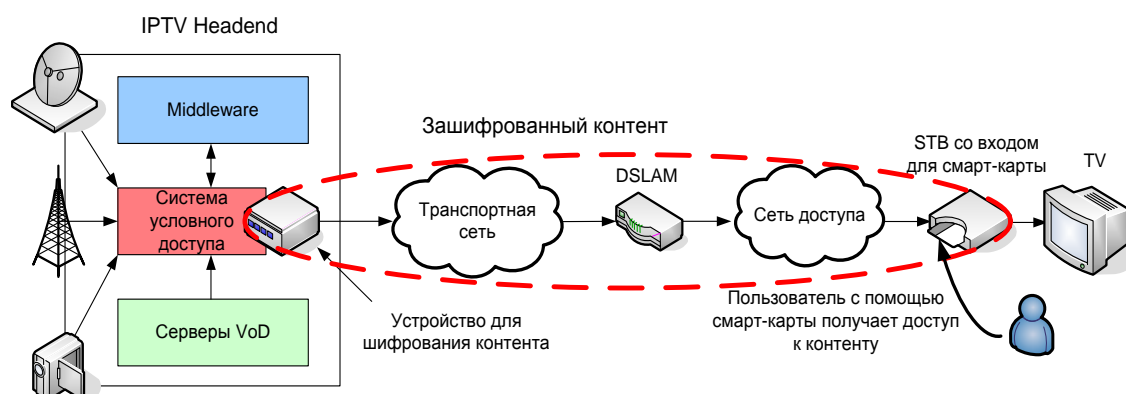 IPTV Headend
Middleware
Зашифрованный контент
STB со входом
для смарт-карты
TV
DSLAM
Система
условного
доступа
Транспортная
сеть
Сеть доступа
Серверы VoD
Устройство для
шифрования контента
Пользователь с помощью
смарт-карты получает доступ
к контенту